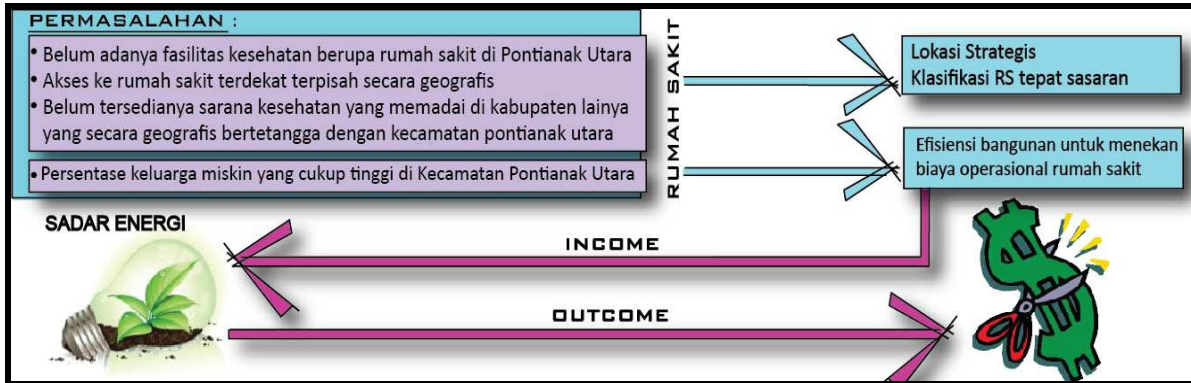 PERMASALAHAN :
• Belum adanya fasilitas kesehatan berupa rumah sakit di Pontianak Utara
• Akses ke rumah sakit terdekat terpisah secara geografis
• Belum tersedianya sarana kesehatan yang memadai di kabupaten lainya
yang secara geografis bertetangga dengan kecamatan pontianak utara
• Persentase keluarga miskin yang cukup tinggi di Kecamatan Pontianak Utara
RUMAH SAKIT
Lokasi Strategis
Klasifikasi RS tepat sasaran
Efisiensi bangunan untuk menekan
biaya operasional rumah sakit
SADAR ENERGI
INCOME
OUTCOME